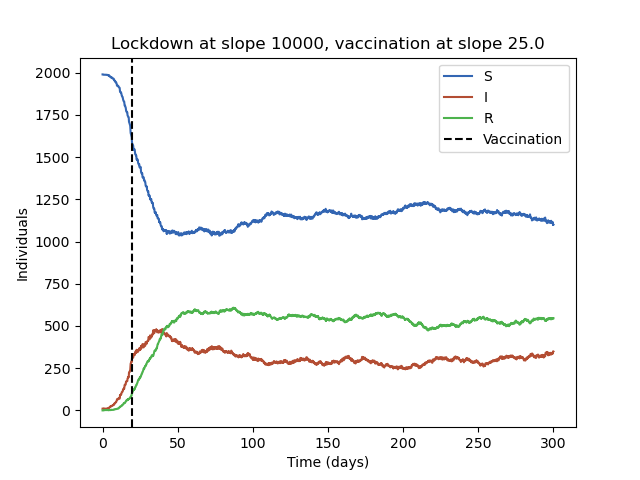 Lockdown at slope 10000, vaccination at slope 25.0
S
I
R
Vaccination
Individuals
2000
1750
1500
1250
1000
750
500
250
0
0 50 100 150 200 250 300
Time (days)